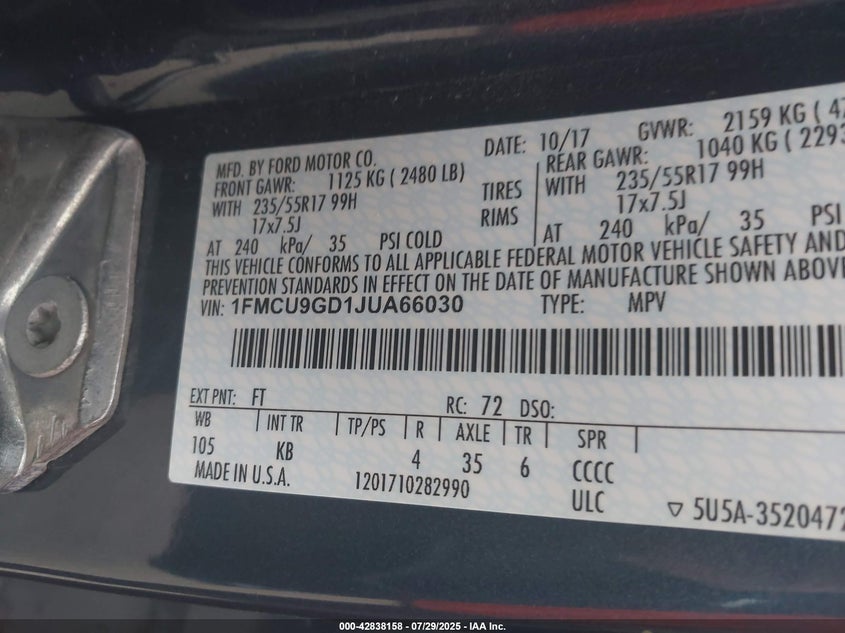 MFD. BY FORD MOTOR CO. DATE: 10/17 GVWR: 2159 KG ( 47
FRONT GAWR: 1125 KG ( 2480 LB) REAR GAWR: 1040 KG ( 2293
WITH 235/55R17 99H TIRES WITH 235/55R17 99H
17x7.5J RIMS 17x7.5J
AT 240 kPa/ 35 PSI COLD AT 240 kPa/ 35 PSI
THIS VEHICLE CONFORMS TO ALL APPLICABLE FEDERAL MOTOR VEHICLE SAFETY AND
PREVENTION STANDARDS IN EFFECT ON THE DATE OF MANUFACTURE SHOWN ABOVE
VIN: 1FMCU9GD1JUA66030 TYPE: MPV
EXT PNT: FT RC: 72 DSO:
WB INT TR TP/PS R AXLE TR SPR
105 KB 4 35 6 CCCC
MADE IN U.S.A. 1201710282990 ULC
5U5A-3520472
000-42838158 - 07/29/2025 - IAA Inc.